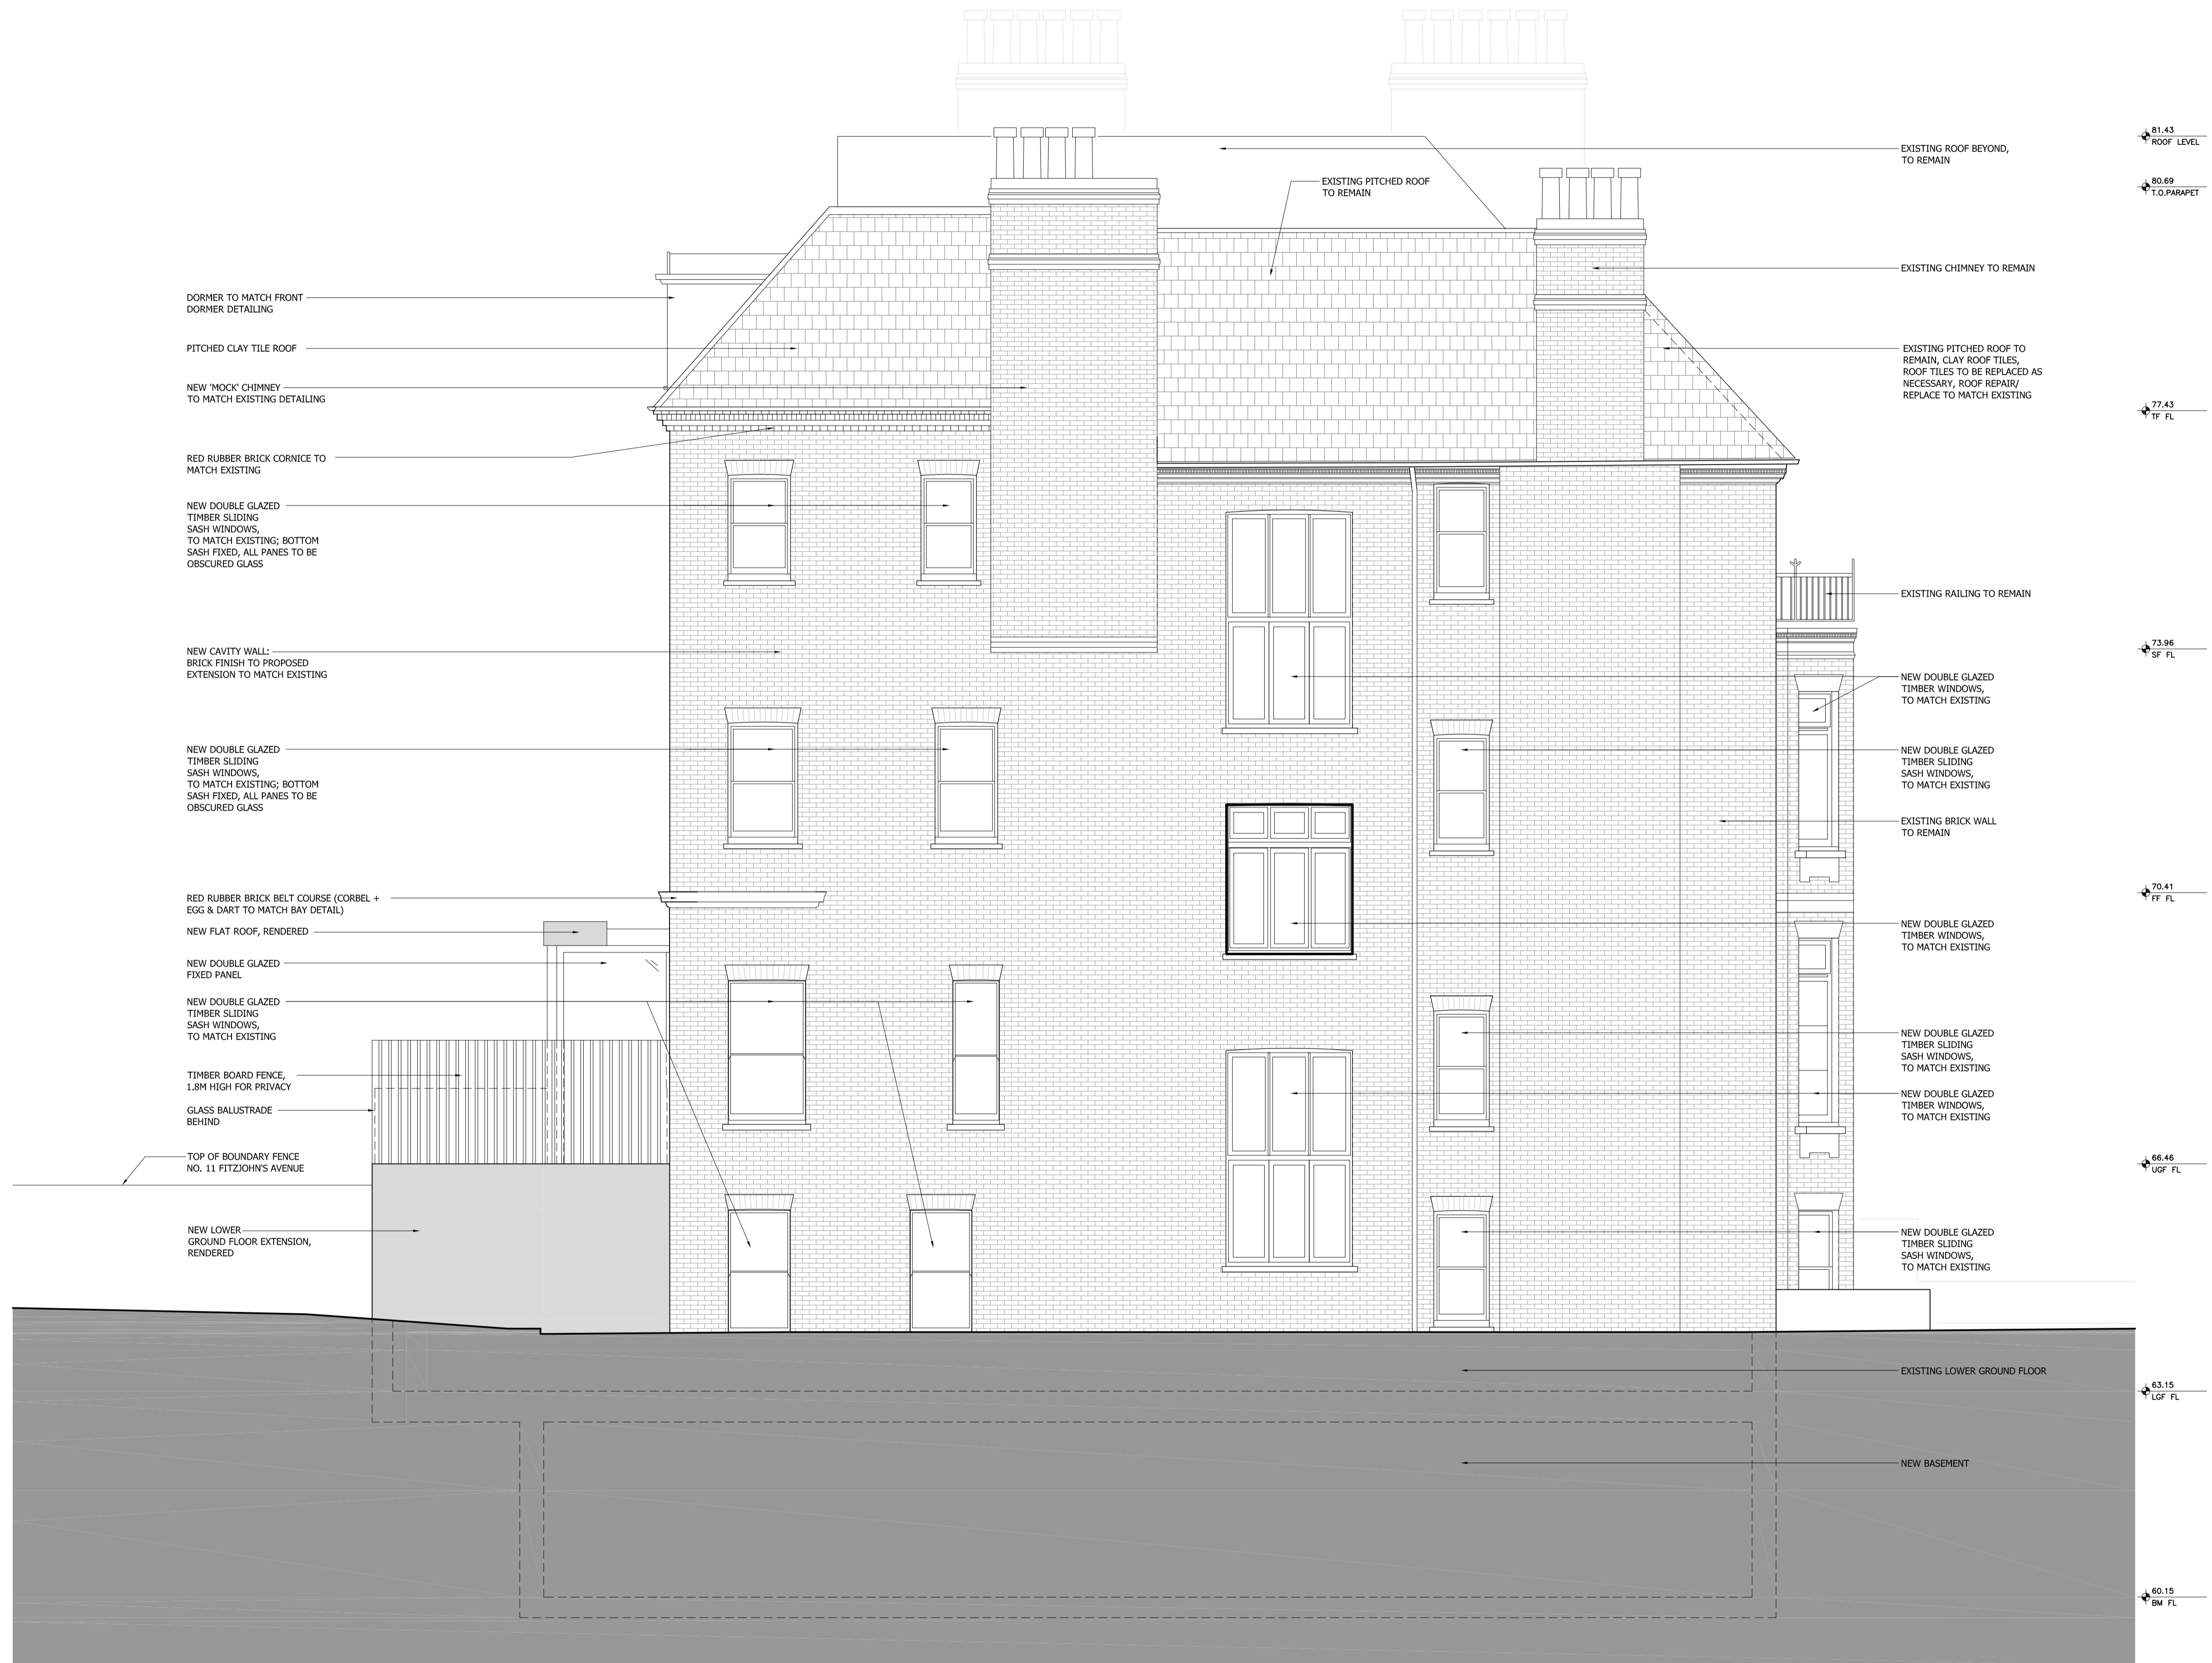 DORMER TO MATCH FRONT
DORMER DETAILING
PITCHED CLAY TILE ROOF
NEW 'MOCK' CHIMNEY
TO MATCH EXISTING DETAILING
RED RUBBER BRICK CORNICE TO
MATCH EXISTING
NEW DOUBLE GLAZED
TIMBER SLIDING
SASH WINDOWS,
TO MATCH EXISTING; BOTTOM
SASH FIXED, ALL PANES TO BE
OBSCURED GLASS
NEW CAVITY WALL:
BRICK FINISH TO PROPOSED
EXTENSION TO MATCH EXISTING
NEW DOUBLE GLAZED
TIMBER SLIDING
SASH WINDOWS,
TO MATCH EXISTING; BOTTOM
SASH FIXED, ALL PANES TO BE
OBSCURED GLASS
RED RUBBER BRICK BELT COURSE (CORBEL +
EGG & DART TO MATCH BAY DETAIL)
NEW FLAT ROOF, RENDERED
NEW DOUBLE GLAZED
FIXED PANEL
NEW DOUBLE GLAZED
TIMBER SLIDING
SASH WINDOWS,
TO MATCH EXISTING
TIMBER BOARD FENCE,
1.8M HIGH FOR PRIVACY
GLASS BALUSTRADE
BEHIND
TOP OF BOUNDARY FENCE
NO. 11 FITZJOHN'S AVENUE
NEW LOWER
GROUND FLOOR EXTENSION,
RENDERED
EXISTING PITCHED ROOF
TO REMAIN
EXISTING ROOF BEYOND,
TO REMAIN
EXISTING CHIMNEY TO REMAIN
EXISTING PITCHED ROOF TO
REMAIN, CLAY ROOF TILES,
ROOF TILES TO BE REPLACED AS
NECESSARY, ROOF REPAIR/
REPLACE TO MATCH EXISTING
EXISTING RAILING TO REMAIN
NEW DOUBLE GLAZED
TIMBER WINDOWS,
TO MATCH EXISTING
NEW DOUBLE GLAZED
TIMBER SLIDING
SASH WINDOWS,
TO MATCH EXISTING
EXISTING BRICK WALL
TO REMAIN
NEW DOUBLE GLAZED
TIMBER WINDOWS,
TO MATCH EXISTING
NEW DOUBLE GLAZED
TIMBER SLIDING
SASH WINDOWS,
TO MATCH EXISTING
NEW DOUBLE GLAZED
TIMBER WINDOWS,
TO MATCH EXISTING
NEW DOUBLE GLAZED
TIMBER SLIDING
SASH WINDOWS,
TO MATCH EXISTING
EXISTING LOWER GROUND FLOOR
NEW BASEMENT
81.43
ROOF LEVEL
80.69
T.O.PARAPET
77.43
TF FL
73.96
SF FL
70.41
FF FL
66.46
UGF FL
63.15
LGF FL
60.15
BM FL